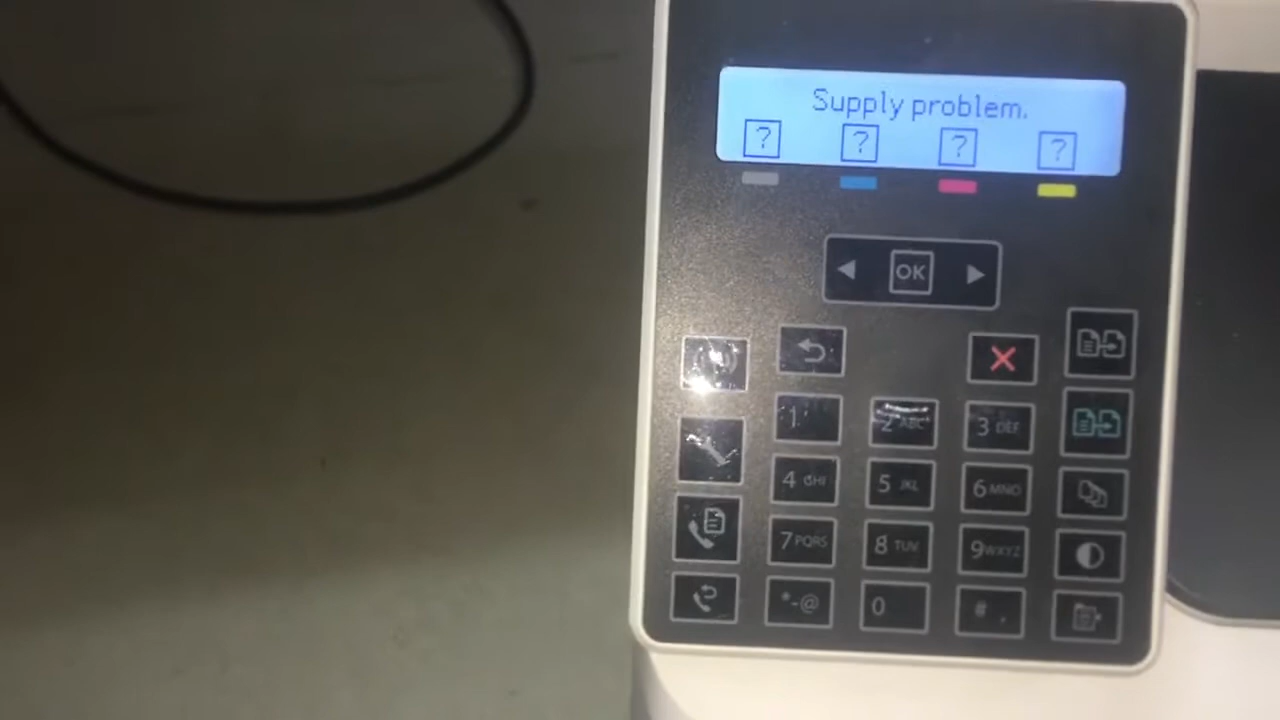 Supply problem.
? ? ? ?
OK
1
2 ABC 3 DEF
4 GHI 5 JKL 6 MNO
7 PQRS 8 TUV 9 WXYZ
*-@ 0 # ,